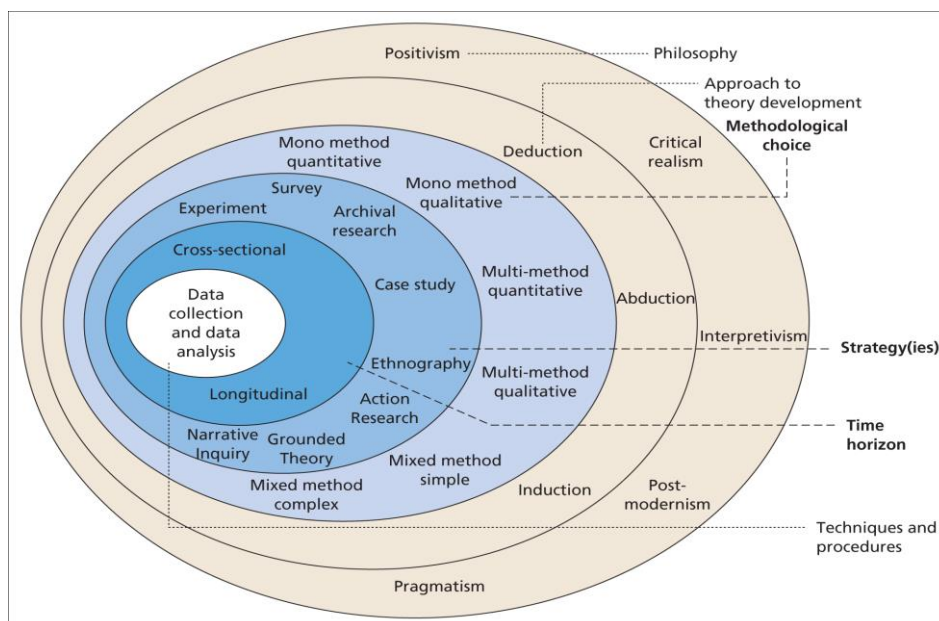 Positivism
Philosophy
Approach to
theory development
Methodological
choice
Mono method
quantitative
Deduction
Critical
realism
Survey
Mono method
qualitative
Experiment
Archival
research
Cross-sectional
Case study
Multi-method
quantitative
Data
collection
and data
analysis
Abduction
Interpretivism
Strategy(ies)
Ethnography
Multi-method
qualitative
Longitudinal
Action
Research
Time
horizon
Narrative
Inquiry
Grounded
Theory
Mixed method
simple
Mixed method
complex
Induction
Post-
modernism
Techniques and
procedures
Pragmatism